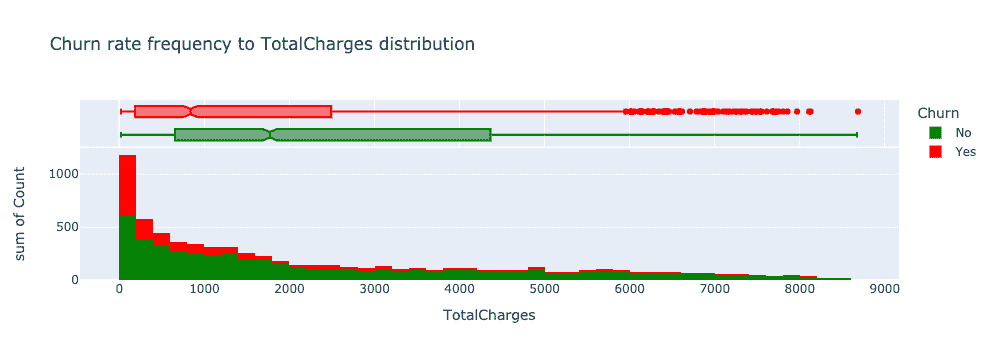 Churn rate frequency to TotalCharges distribution
Churn
No
Yes
sum of Count
1000
500
0
0 1000 2000 3000 4000 5000 6000 7000 8000 9000
TotalCharges